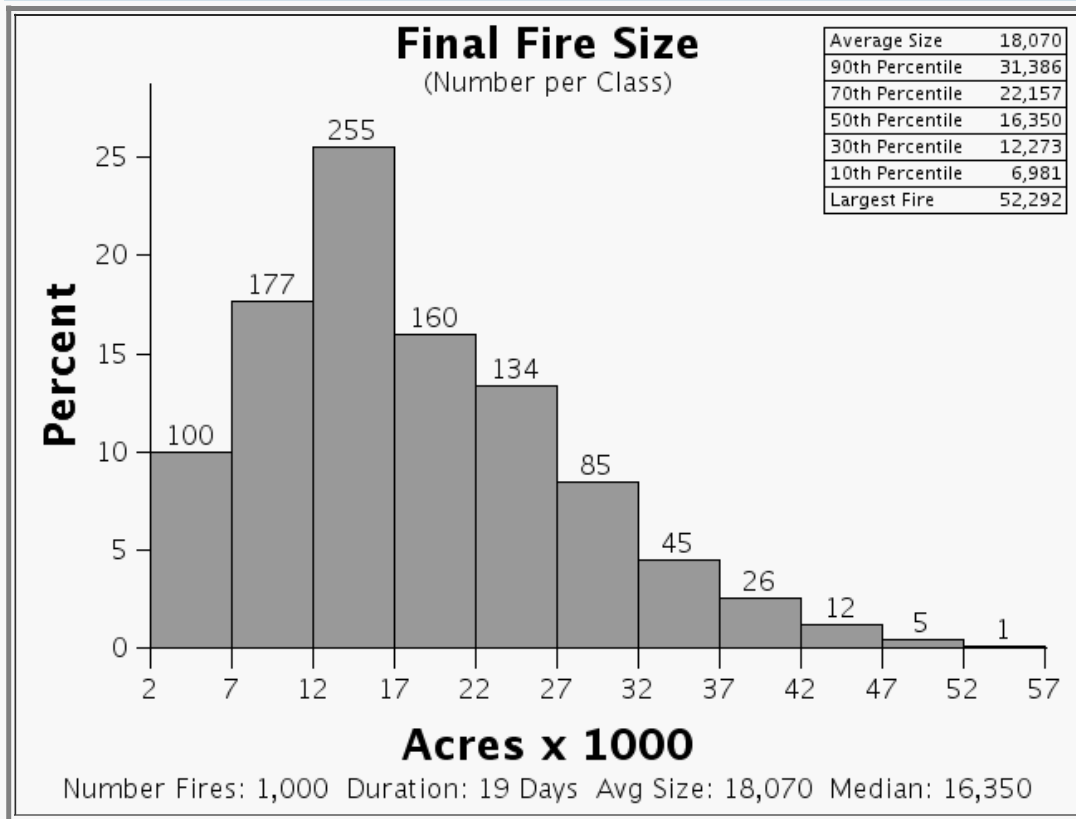 Final Fire Size
(Number per Class)
Average Size 18,070
90th Percentile 31,386
70th Percentile 22,157
50th Percentile 16,350
30th Percentile 12,273
10th Percentile 6,981
Largest Fire 52,292
Percent
25
20
15
10
5
0
100
177
255
160
134
85
45
26
12
5
1
2 7 12 17 22 27 32 37 42 47 52 57
Acres x 1000
Number Fires: 1,000 Duration: 19 Days Avg Size: 18,070 Median: 16,350